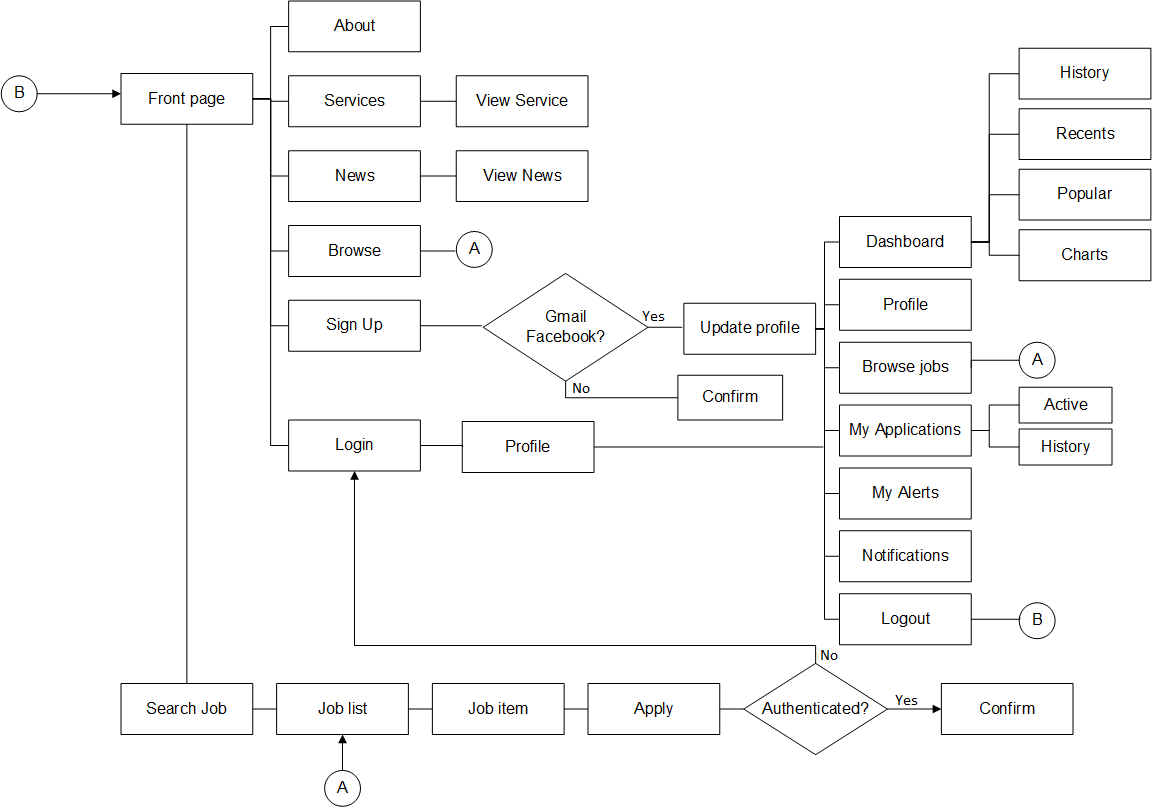 About
History
B
Front page
Services
View Service
Recents
News
View News
Popular
Browse
A
Dashboard
Charts
Sign Up
Gmail
Facebook?
Yes
Update profile
Profile
No
Confirm
Browse jobs
A
My Applications
Active
History
Login
Profile
My Alerts
Notifications
Logout
B
No
Search Job
Job list
Job item
Apply
Authenticated?
Yes
Confirm
A